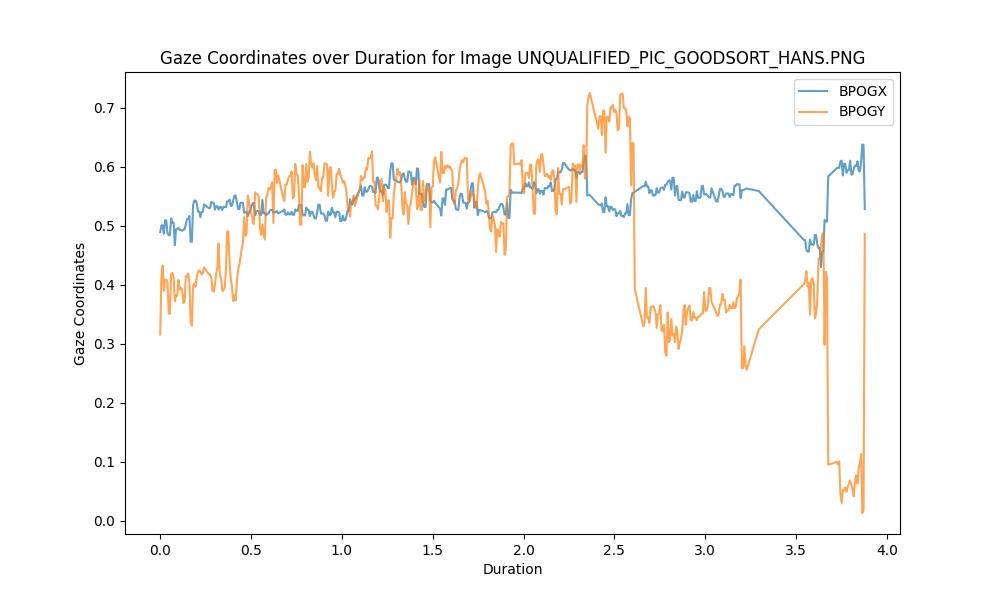 Gaze Coordinates over Duration for Image UNQUALIFIED_PIC_GOODSORT_HANS.PNG
BPOGX
BPOGY
Gaze Coordinates
0.7
0.6
0.5
0.4
0.3
0.2
0.1
0.0
0.0 0.5 1.0 1.5 2.0 2.5 3.0 3.5 4.0
Duration